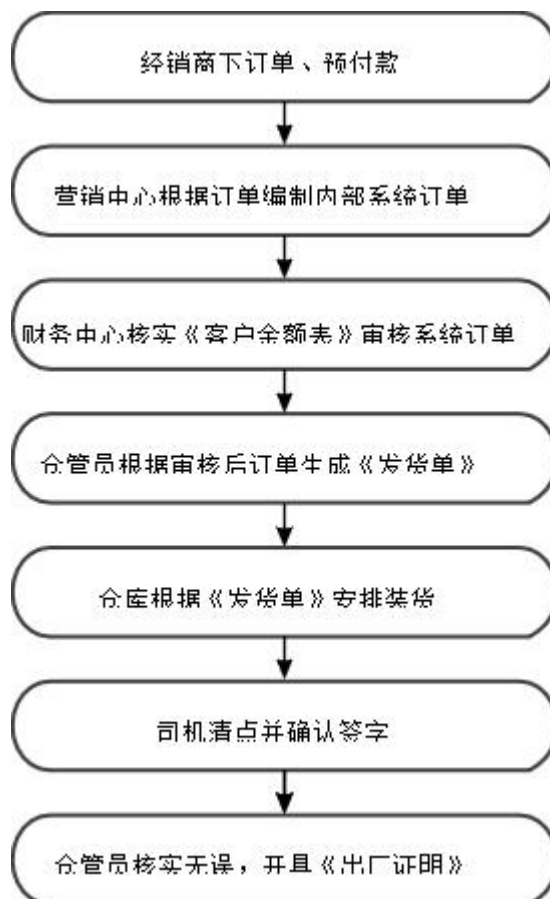 经销商下订单、预付款
营销中心根据订单编制内部系统订单
财务中心核实《客户余额表》审核系统订单
仓管员根据审核后订单生成《发货单》
仓库根据《发货单》安排装货
司机清点并确认签字
仓管员核实无误，开具《出厂证明》